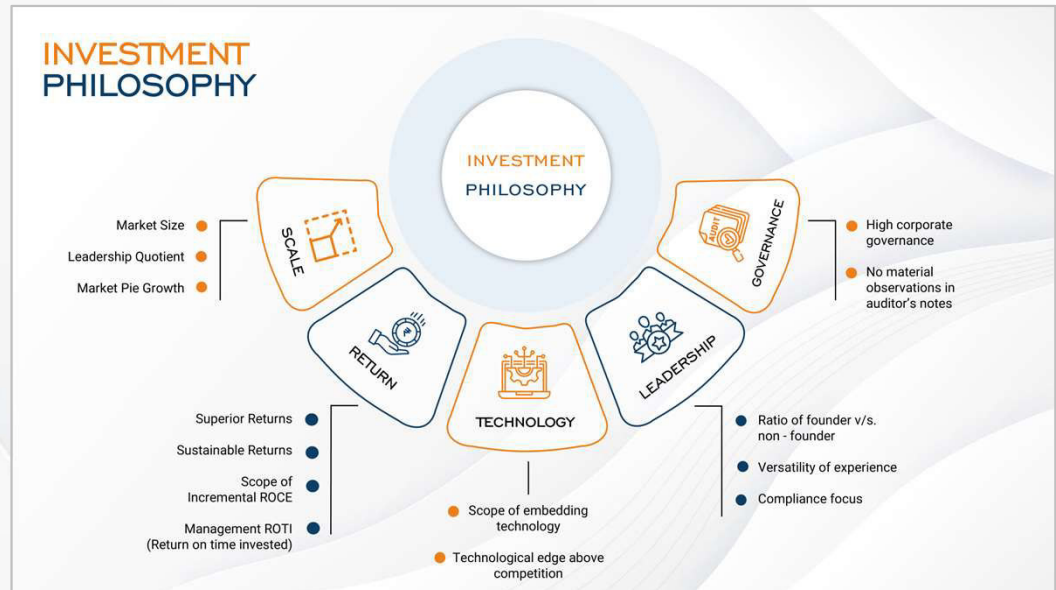 INVESTMENT
PHILOSOPHY
INVESTMENT
PHILOSOPHY
SCALE
Market Size
Leadership Quotient
Market Pie Growth
RETURN
Superior Returns
Sustainable Returns
Scope of
Incremental ROCE
Management ROTI
(Return on time invested)
TECHNOLOGY
Scope of embedding
technology
Technological edge above
competition
LEADERSHIP
Ratio of founder v/s.
non - founder
Versatility of experience
Compliance focus
AUDIT
GOVERNANCE
High corporate
governance
No material
observations in
auditor's notes